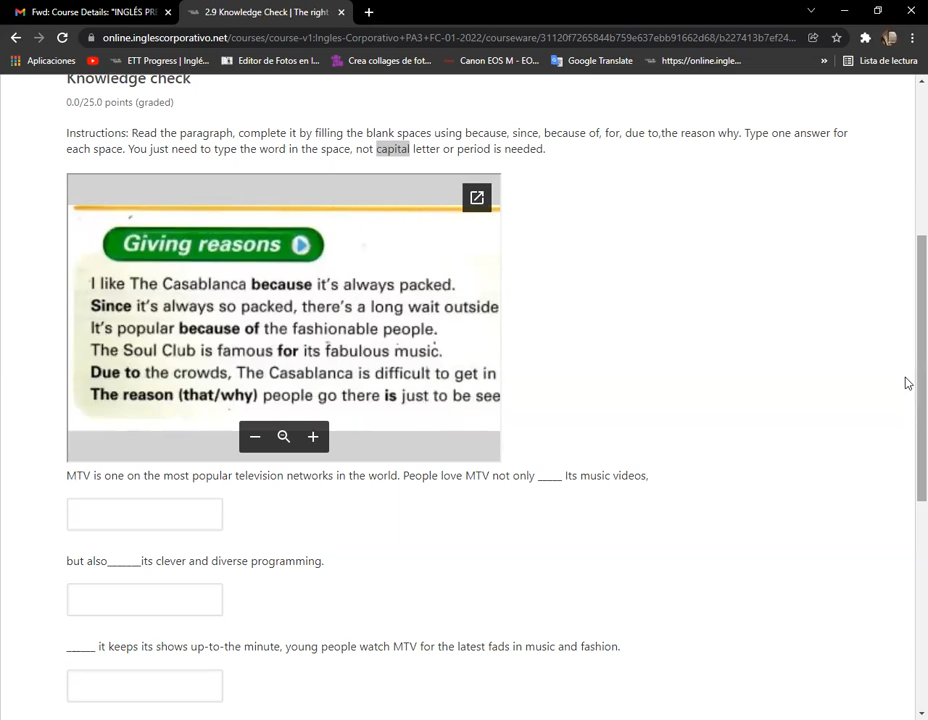 Fwd: Course Details: "INGLÉS PR
2.9 Knowledge Check | The right
online.inglescorporativo.net/courses/course-v1:Ingles-Corporativo+PA3+FC-01-2022/courseware/31120f7265844b759e637ebb91662d68/b227413b7ef24...
Aplicaciones
ETT Progress | Inglé...
Editor de Fotos en l...
Crea collages de fot...
Canon EOS M - EO...
Google Translate
https://online.ingle...
»
Lista de lectura
Knowledge check
0.0/25.0 points (graded)
Instructions: Read the paragraph, complete it by filling the blank spaces using because, since, because of, for, due to,the reason why. Type one answer for
each space. You just need to type the word in the space, not capital letter or period is needed.
Giving reasons
I like The Casablanca because it's always packed.
Since it's always so packed, there's a long wait outside
It's popular because of the fashionable people.
The Soul Club is famous for its fabulous music.
Due to the crowds, The Casablanca is difficult to get in
The reason (that/why) people go there is just to be see
MTV is one on the most popular television networks in the world. People love MTV not only _____ Its music videos,
but also_______its clever and diverse programming.
______ it keeps its shows up-to-the minute, young people watch MTV for the latest fads in music and fashion.